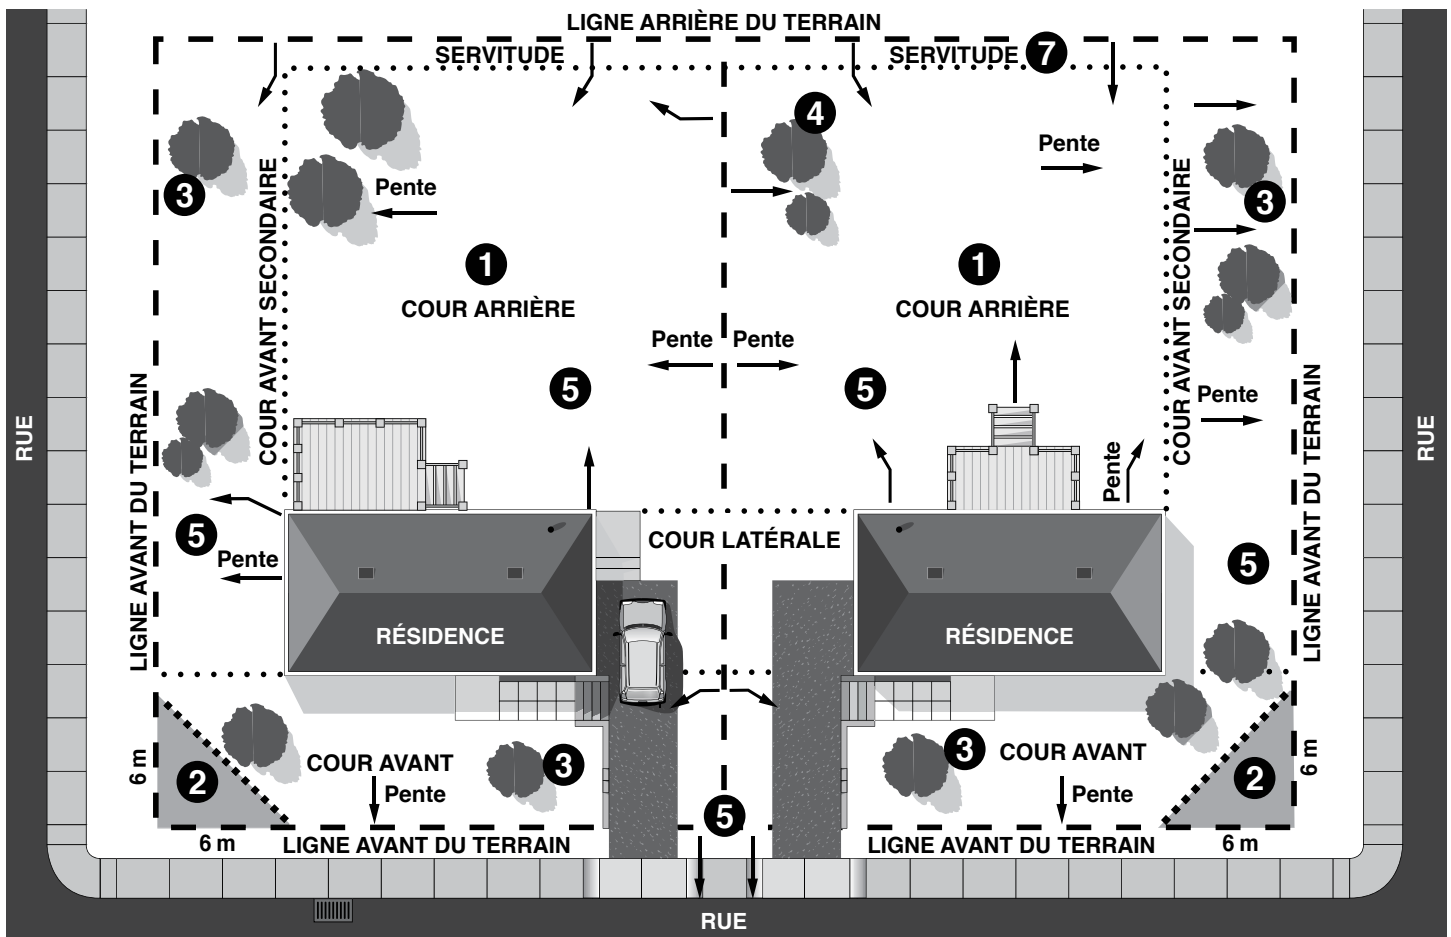 LIGNE ARRIÈRE DU TERRAIN
SERVITUDE
SERVITUDE 7
4
Pente
3
Pente
3
COUR AVANT SECONDAIRE
COUR AVANT SECONDAIRE
1
1
COUR ARRIÈRE
COUR ARRIÈRE
Pente
Pente
5
5
Pente
RUE
RUE
LIGNE AVANT DU TERRAIN
LIGNE AVANT DU TERRAIN
Pente
5
Pente
COUR LATÉRALE
5
RÉSIDENCE
RÉSIDENCE
COUR AVANT
3
3
COUR AVANT
6 m
2
Pente
Pente
2
6 m
5
6 m
LIGNE AVANT DU TERRAIN
LIGNE AVANT DU TERRAIN
6 m
RUE